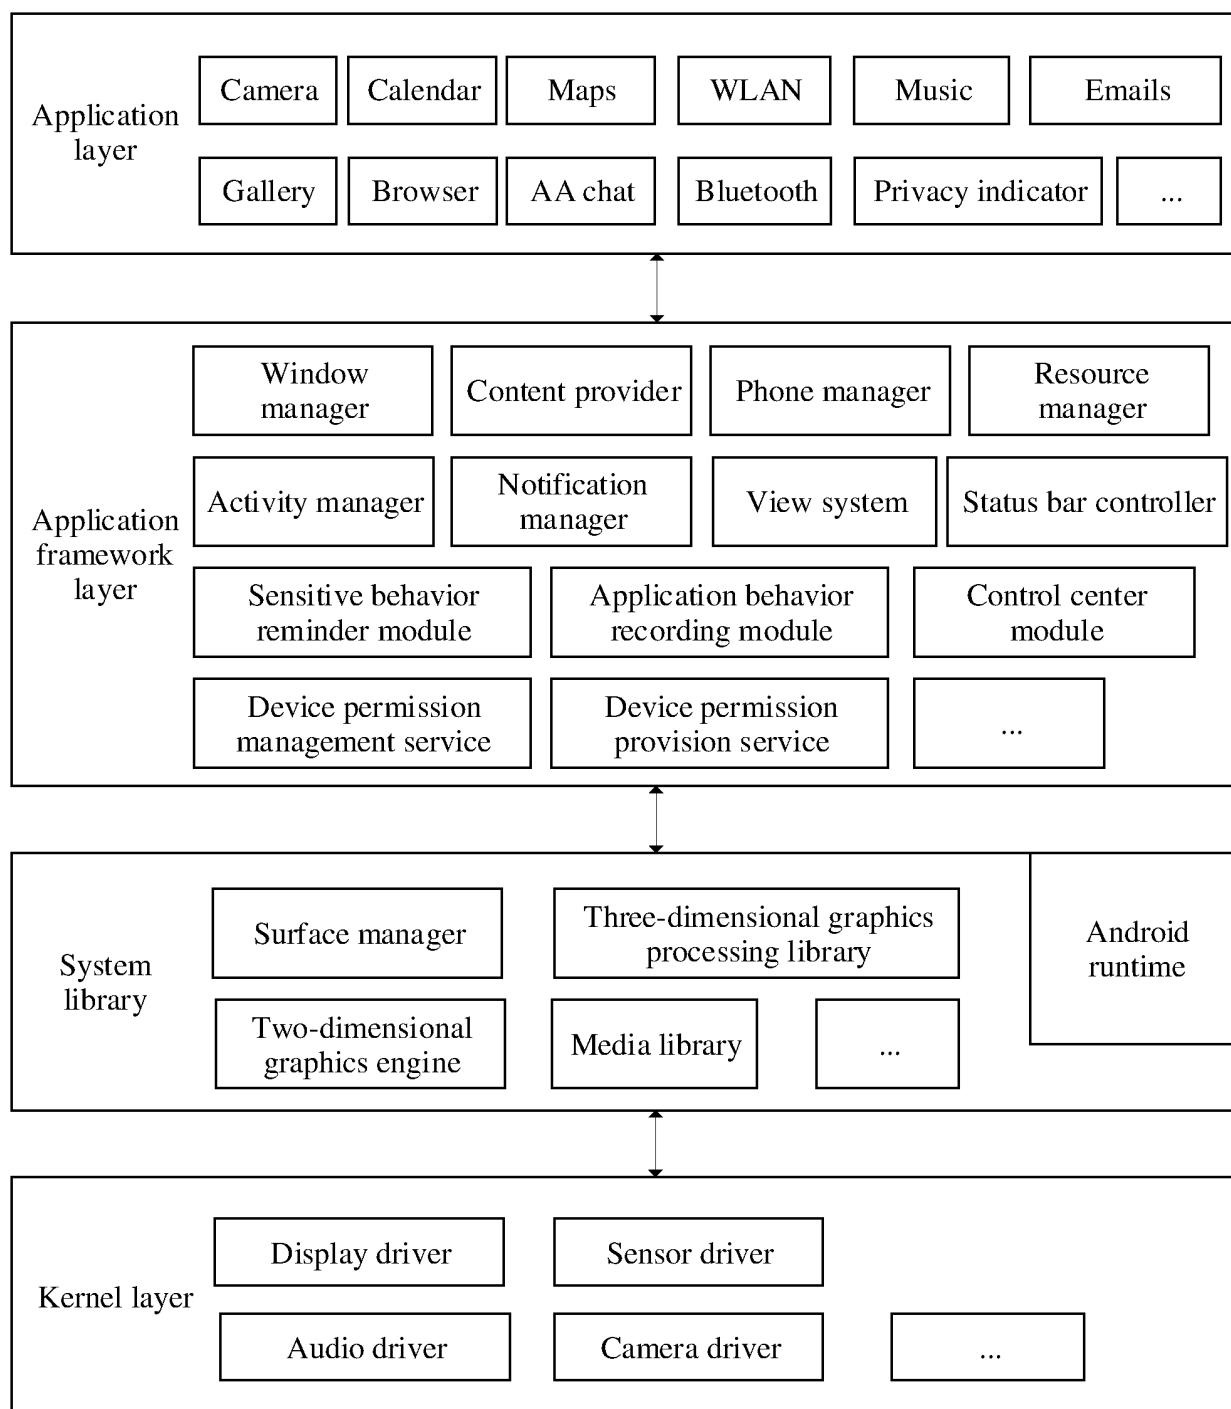 Application
layer
Camera
Calendar
Maps
WLAN
Music
Emails
Gallery
Browser
AA chat
Bluetooth
Privacy indicator
...
Application
framework
layer
Window
manager
Content provider
Phone manager
Resource
manager
Activity manager
Notification
manager
View system
Status bar controller
Sensitive behavior
reminder module
Application behavior
recording module
Control center
module
Device permission
management service
Device permission
provision service
...
System
library
Surface manager
Three-dimensional graphics
processing library
Android
runtime
Two-dimensional
graphics engine
Media library
...
Kernel layer
Display driver
Sensor driver
Audio driver
Camera driver
...